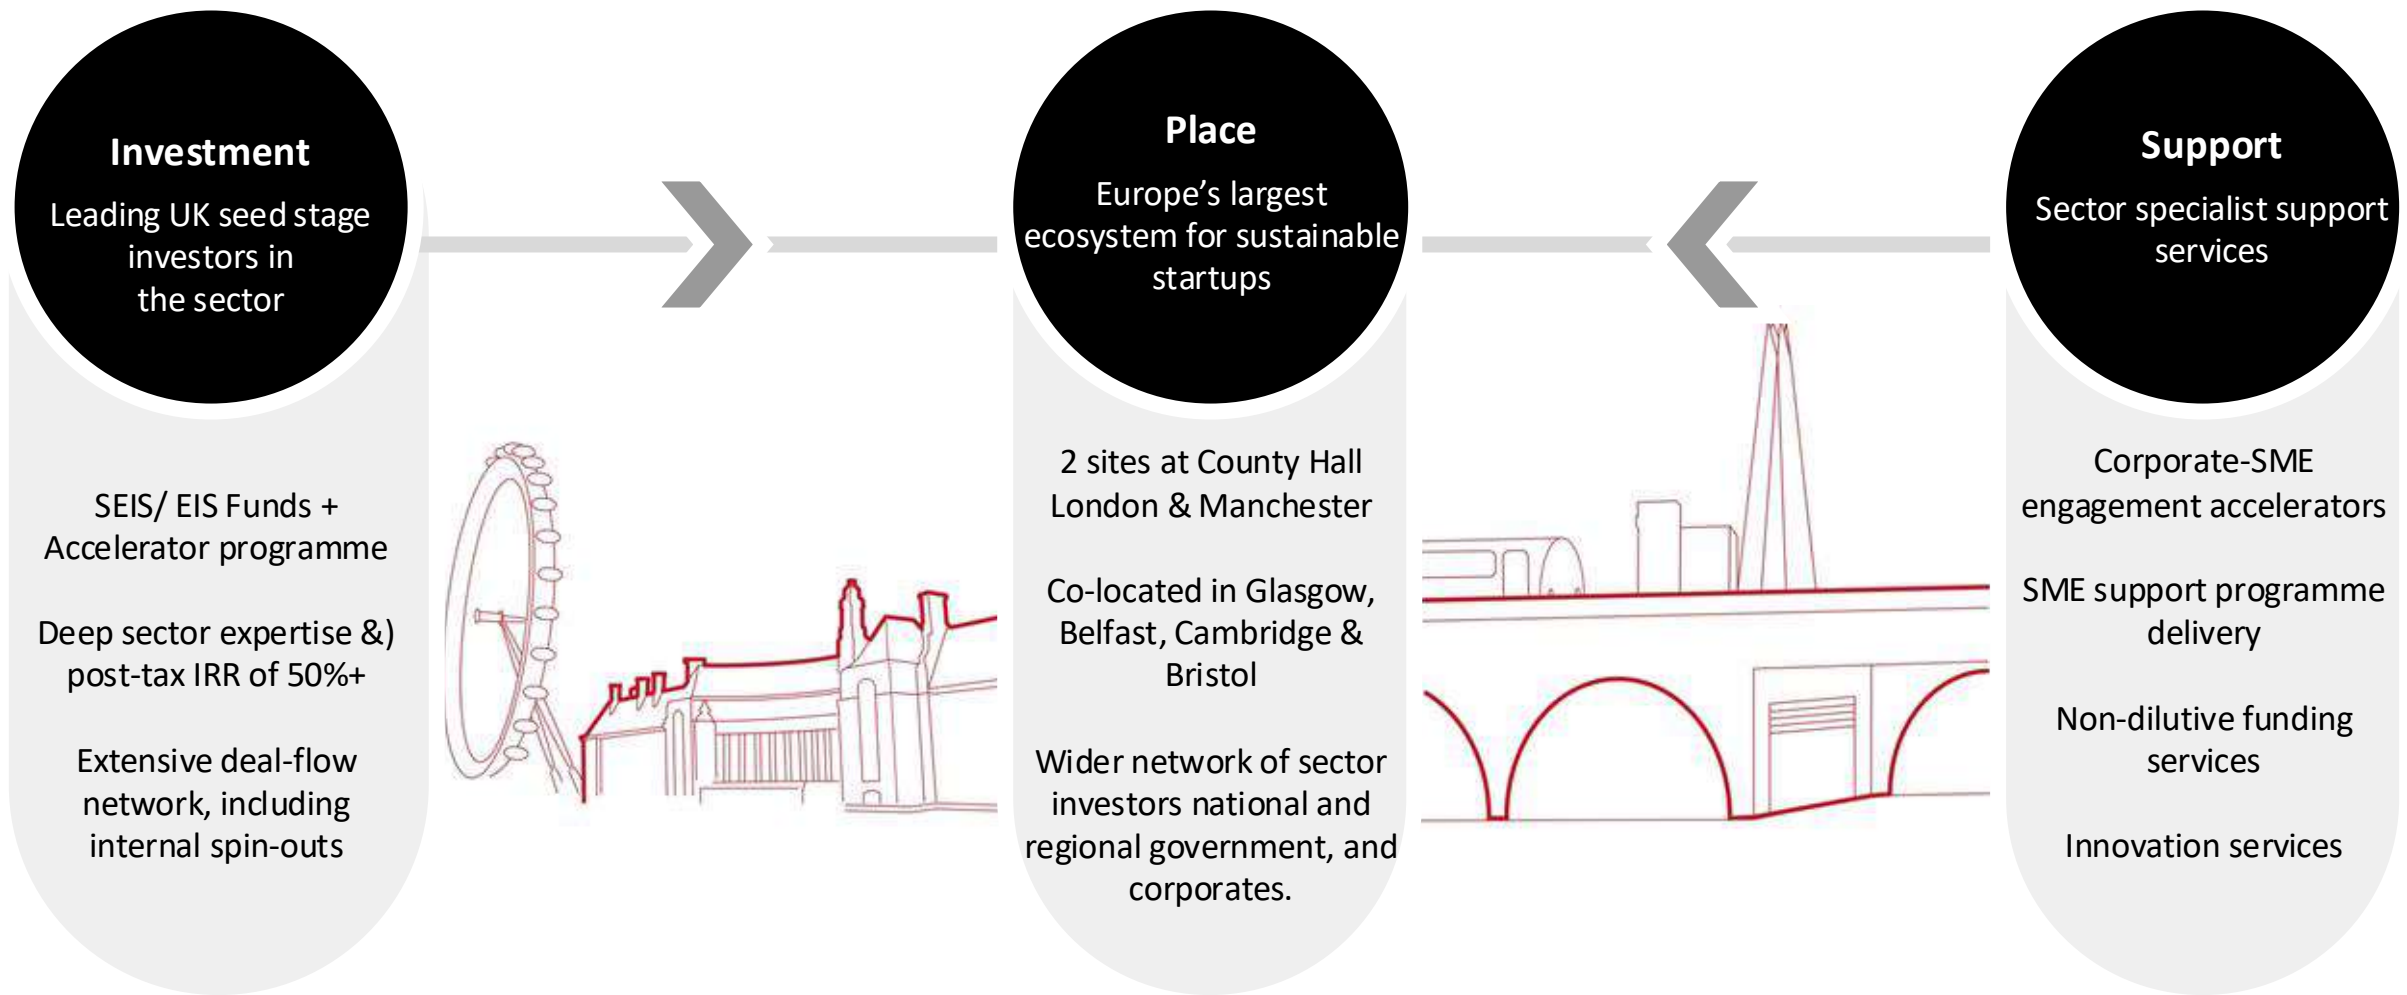 Investment
Leading UK seed stage
investors in
the sector
SEIS/ EIS Funds +
Accelerator programme
Deep sector expertise &)
post-tax IRR of 50%+
Extensive deal-flow
network, including
internal spin-outs
Place
Europe’s largest
ecosystem for sustainable
startups
2 sites at County Hall
London & Manchester
Co-located in Glasgow,
Belfast, Cambridge &
Bristol
Wider network of sector
investors national and
regional government, and
corporates.
Support
Sector specialist support
services
Corporate-SME
engagement accelerators
SME support programme
delivery
Non-dilutive funding
services
Innovation services